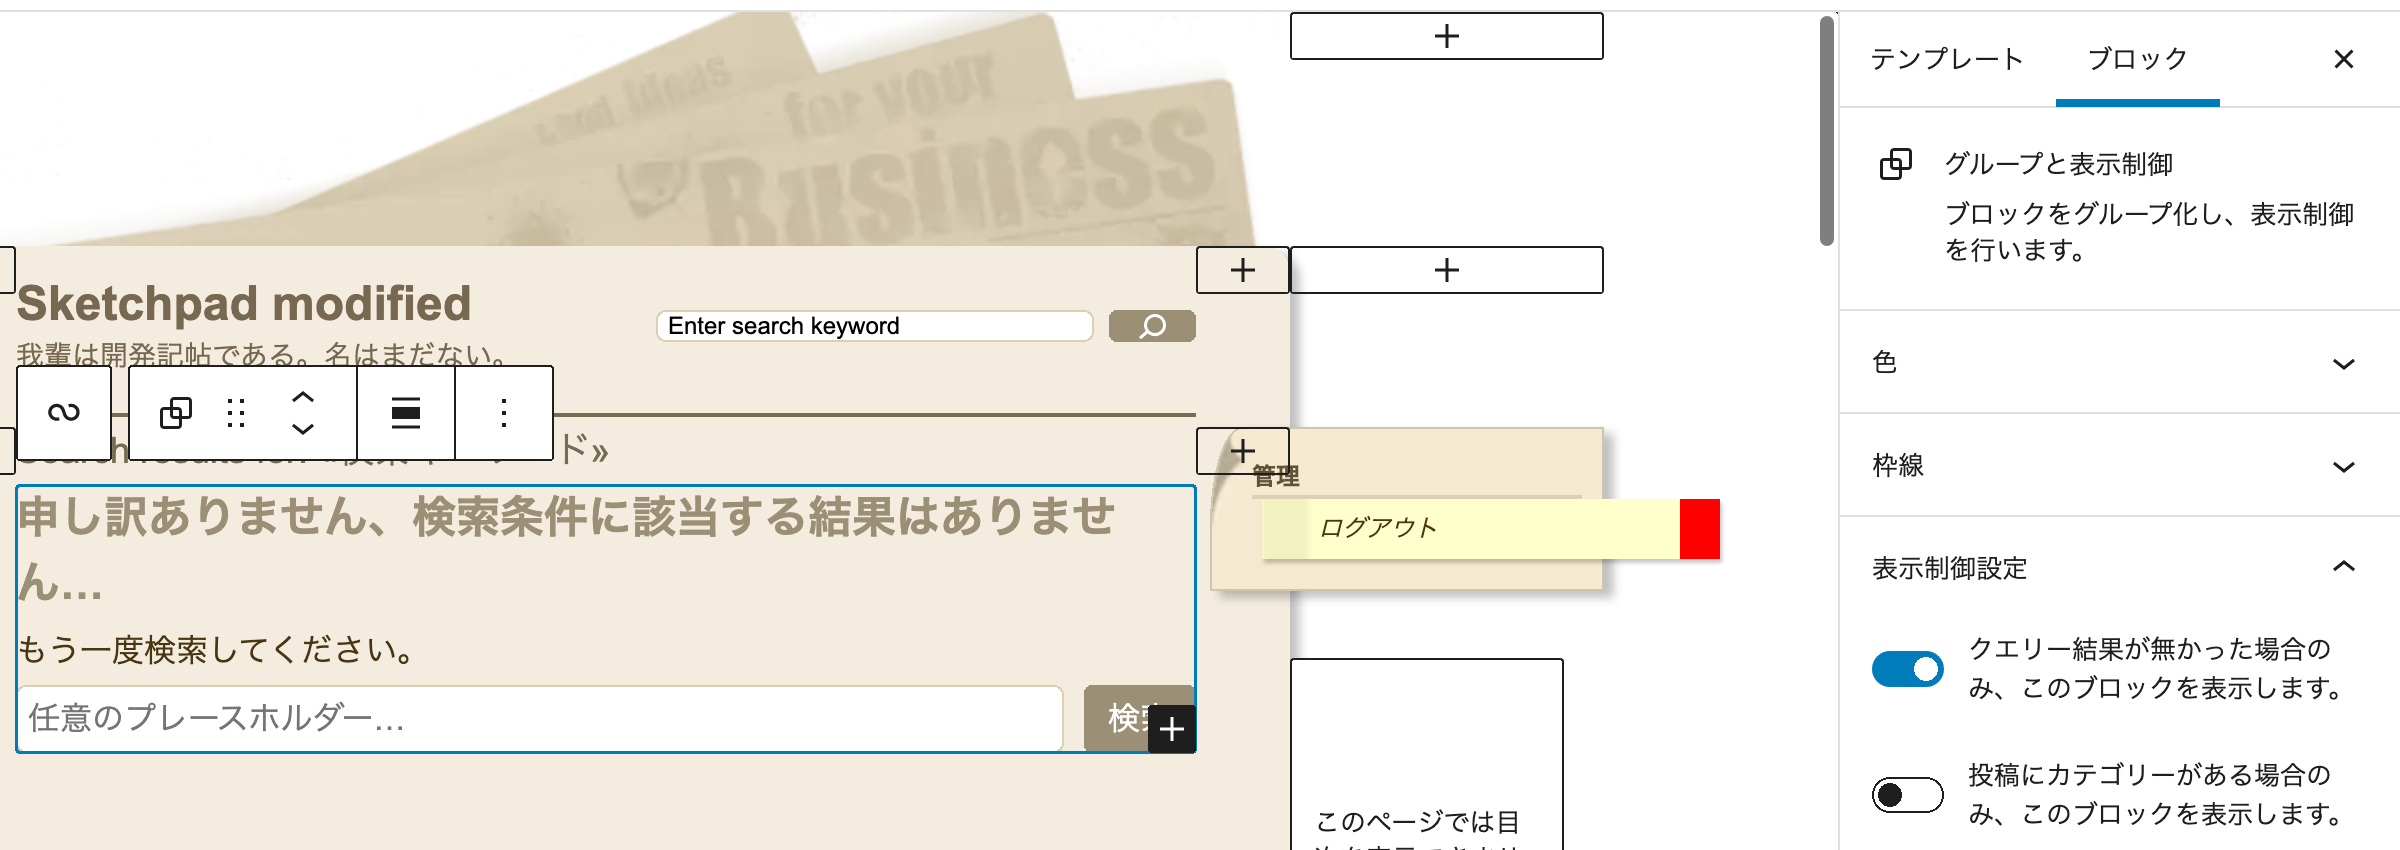 Land Ideas
for your
Business
Sketchpad modified
Enter search keyword
我輩は開発記帖である。名はまだない。
ド»
申し訳ありません、検索条件に該当する結果はありませ
ん...
もう一度検索してください。
任意のプレースホルダー...
管理
ログアウト
このページでは目
テンプレート
ブロック
グループと表示制御
ブロックをグループ化し、表示制御
を行います。
色
枠線
表示制御設定
クエリー結果が無かった場合の
み、このブロックを表示します。
投稿にカテゴリーがある場合の
み、このブロックを表示します。